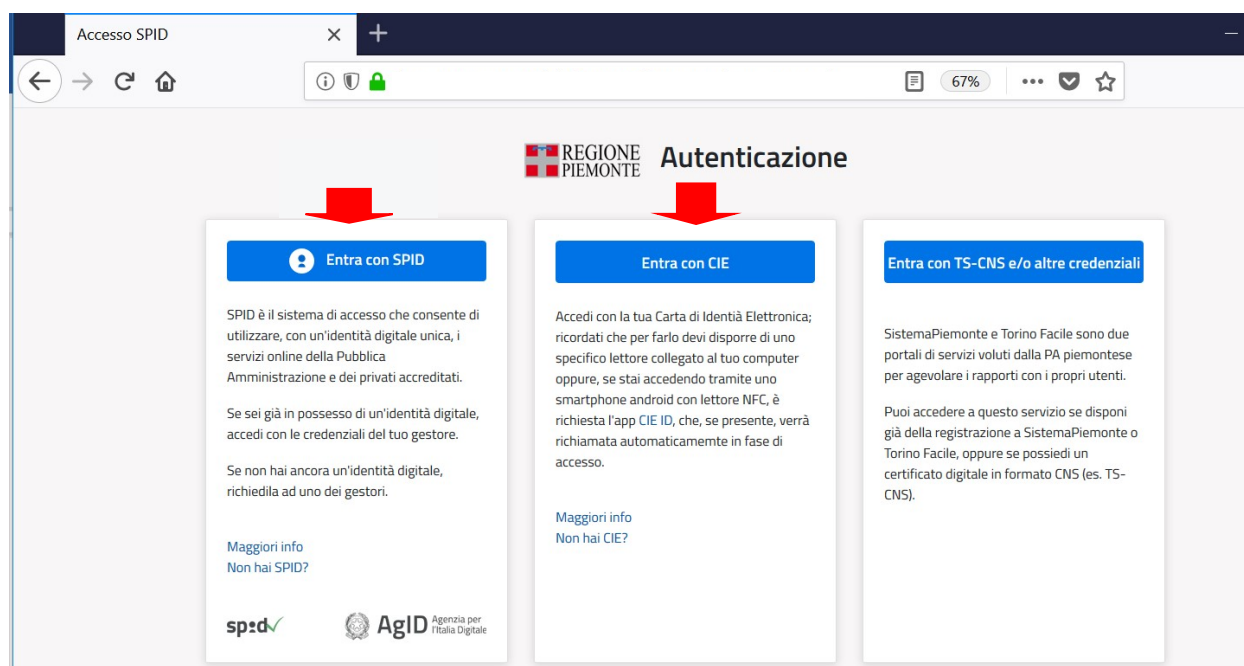 Accesso SPID
67%
REGIONE
PIEMONTE
Autenticazione
Entra con SPID
SPID è il sistema di accesso che consente di
utilizzare, con un'identità digitale unica, i
servizi online della Pubblica
Amministrazione e dei privati accreditati.
Se sei già in possesso di un'identità digitale,
accedi con le credenziali del tuo gestore.
Se non hai ancora un'identità digitale,
richiedila ad uno dei gestori.
Maggiori info
Non hai SPID?
spid
AgID Agenzia per
l'Italia Digitale
Entra con CIE
Accedi con la tua Carta di Identià Elettronica;
ricordati che per farlo devi disporre di uno
specifico lettore collegato al tuo computer
oppure, se stai accedendo tramite uno
smartphone android con lettore NFC, è
richiesta l'app CIE ID, che, se presente, verrà
richiamata automaticamemte in fase di
accesso.
Maggiori info
Non hai CIE?
Entra con TS-CNS e/o altre credenziali
SistemaPiemonte e Torino Facile sono due
portali di servizi voluti dalla PA piemontese
per agevolare i rapporti con i propri utenti.
Puoi accedere a questo servizio se disponi
già della registrazione a SistemaPiemonte o
Torino Facile, oppure se possiedi un
certificato digitale in formato CNS (es. TS-
CNS).